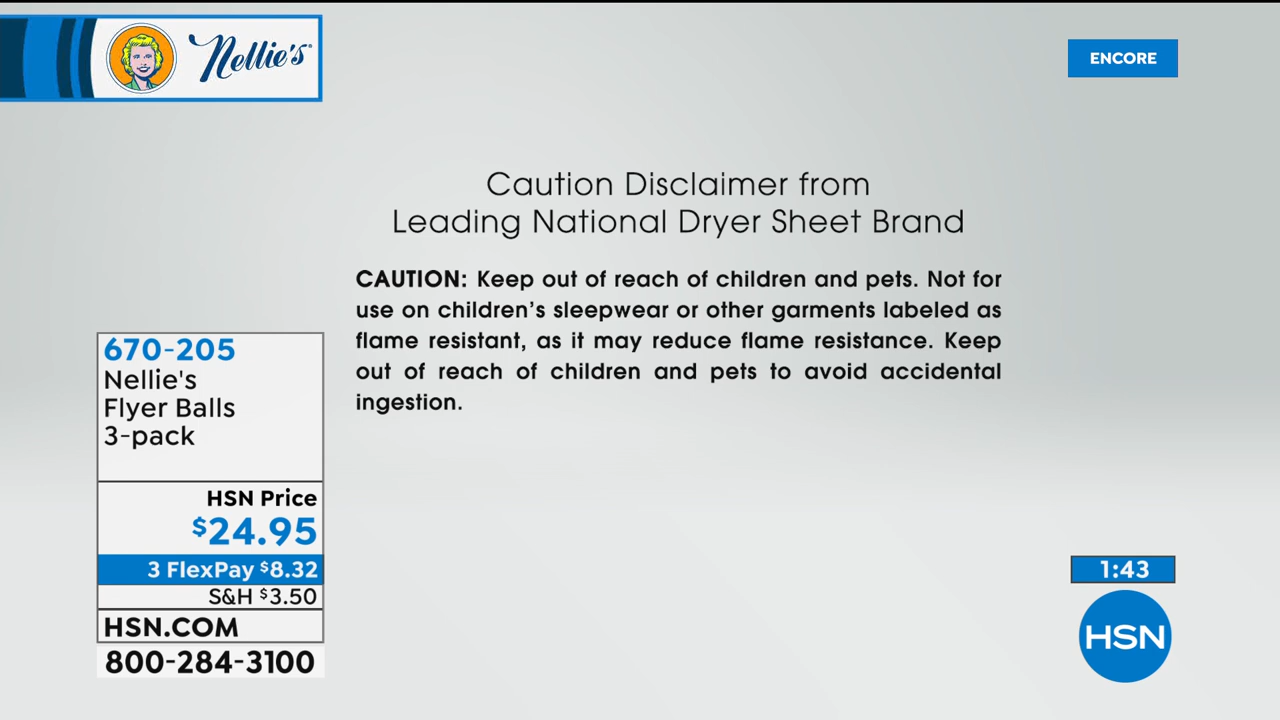 Nellie's
ENCORE
Caution Disclaimer from
Leading National Dryer Sheet Brand
CAUTION: Keep out of reach of children and pets. Not for
use on children's sleepwear or other garments labeled as
flame resistant, as it may reduce flame resistance. Keep
out of reach of children and pets to avoid accidental
ingestion.
670-205
Nellie's
Flyer Balls
3-pack
HSN Price
$24.95
3 FlexPay $8.32
S&H $3.50
HSN.COM
800-284-3100
1:43
HSN